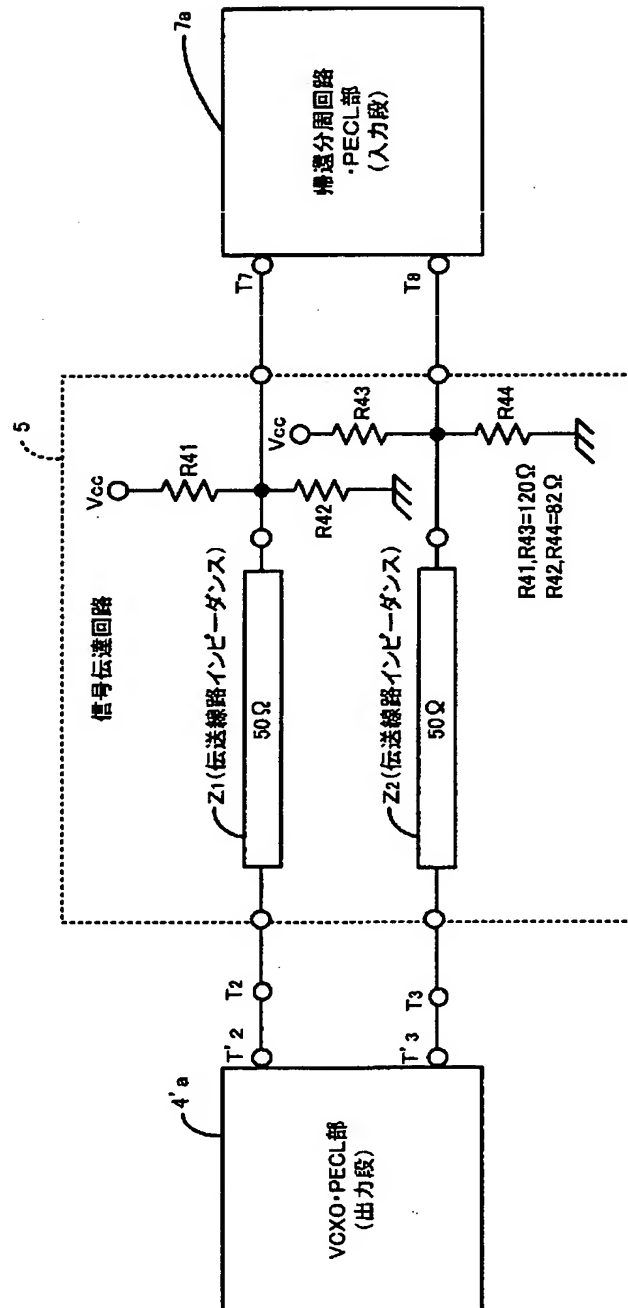 4'a
VCXO・PECL部
(出力段)
T'2
T2
T'3
T3
5
信号伝達回路
Z1(伝送線路インピーダンス)
50Ω
Z2(伝送線路インピーダンス)
50Ω
Vcc
R41
R42
Vcc
R43
R44
R41,R43=120Ω
R42,R44=82Ω
T7
T8
7a
帰還分周回路
・PECL部
(入力段)